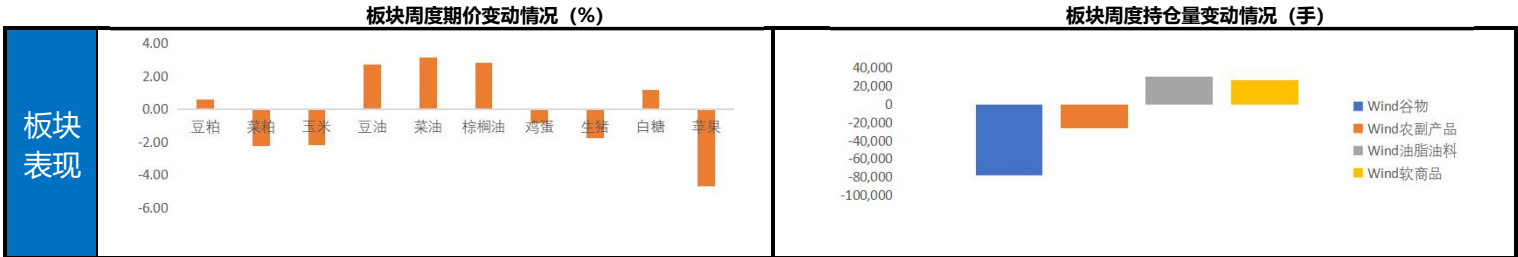 板块周度期价变动情况（%）
板块周度持仓量变动情况（手）
板块
表现
4.00
2.00
0.00
-2.00
-4.00
-6.00
豆粕 菜粕 玉米 豆油 菜油 棕榈油 鸡蛋 生猪 白糖 苹果
40,000
20,000
0
-20,000
-40,000
-60,000
-80,000
-100,000
Wind谷物
Wind农副产品
Wind油脂油料
Wind软商品